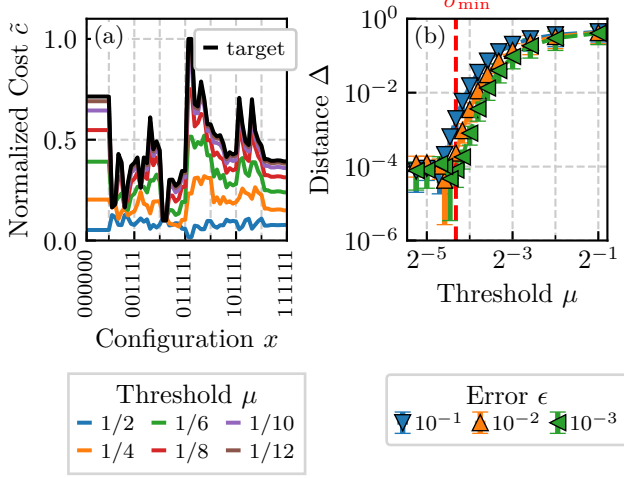 σmin
(a)
target
(b)
Normalized Cost c̃
1.0
0.5
0.0
000000
001111
011111
101111
111111
Configuration x
Distance Δ
10^0
10^−2
10^−4
10^−6
2^−5
2^−3
2^−1
Threshold μ
Threshold μ
1/2
1/6
1/10
1/4
1/8
1/12
Error ϵ
10^−1
10^−2
10^−3